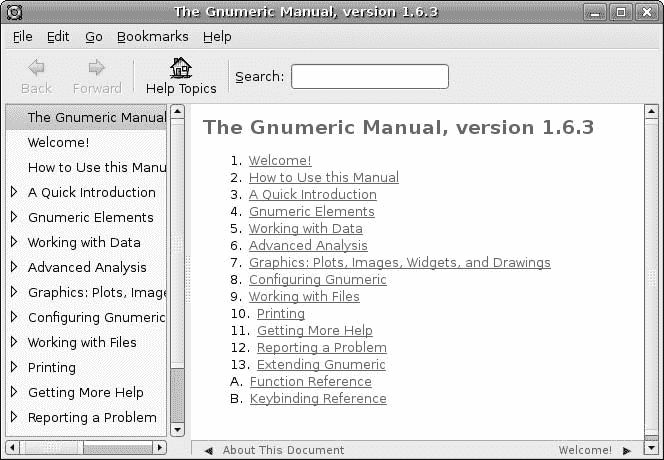 The Gnumeric Manual, version 1.6.3
File Edit Go Bookmarks Help
Back Forward Help Topics Search:
The Gnumeric Manual
Welcome!
How to Use this Manu
A Quick Introduction
Gnumeric Elements
Working with Data
Advanced Analysis
Graphics: Plots, Image
Configuring Gnumeric
Working with Files
Printing
Getting More Help
Reporting a Problem
The Gnumeric Manual, version 1.6.3
1. Welcome!
2. How to Use this Manual
3. A Quick Introduction
4. Gnumeric Elements
5. Working with Data
6. Advanced Analysis
7. Graphics: Plots, Images, Widgets, and Drawings
8. Configuring Gnumeric
9. Working with Files
10. Printing
11. Getting More Help
12. Reporting a Problem
13. Extending Gnumeric
A. Function Reference
B. Keybinding Reference
About This Document Welcome!